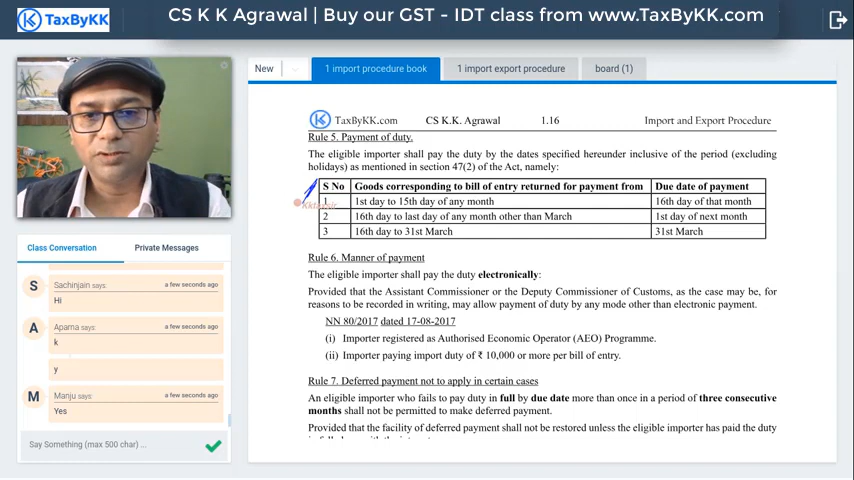 CS K K Agrawal | Buy our GST - IDT class from www.TaxByKK.com
TaxByKK
New
1 import procedure book
1 import export procedure
board (1)
TaxByKK.com CS K.K. Agrawal 1.16 Import and Export Procedure
Rule 5. Payment of duty.
The eligible importer shall pay the duty by the dates specified hereunder inclusive of the period (excluding
holidays) as mentioned in section 47(2) of the Act, namely:
S No Goods corresponding to bill of entry returned for payment from Due date of payment
1 1st day to 15th day of any month 16th day of that month
2 16th day to last day of any month other than March 1st day of next month
3 16th day to 31st March 31st March
Rule 6. Manner of payment
The eligible importer shall pay the duty electronically:
Provided that the Assistant Commissioner or the Deputy Commissioner of Customs, as the case may be, for
reasons to be recorded in writing, may allow payment of duty by any mode other than electronic payment.
NN 80/2017 dated 17-08-2017
(i) Importer registered as Authorised Economic Operator (AEO) Programme.
(ii) Importer paying import duty of ₹ 10,000 or more per bill of entry.
Rule 7. Deferred payment not to apply in certain cases
An eligible importer who fails to pay duty in full by due date more than once in a period of three consecutive
months shall not be permitted to make deferred payment.
Provided that the facility of deferred payment shall not be restored unless the eligible importer has paid the duty
Class Conversation
Private Messages
S
Sachinjain says: a few seconds ago
Hi
A
Apama says: a few seconds ago
k
y
M
Manju says: a few seconds ago
Yes
Say Something (max 500 char) ...